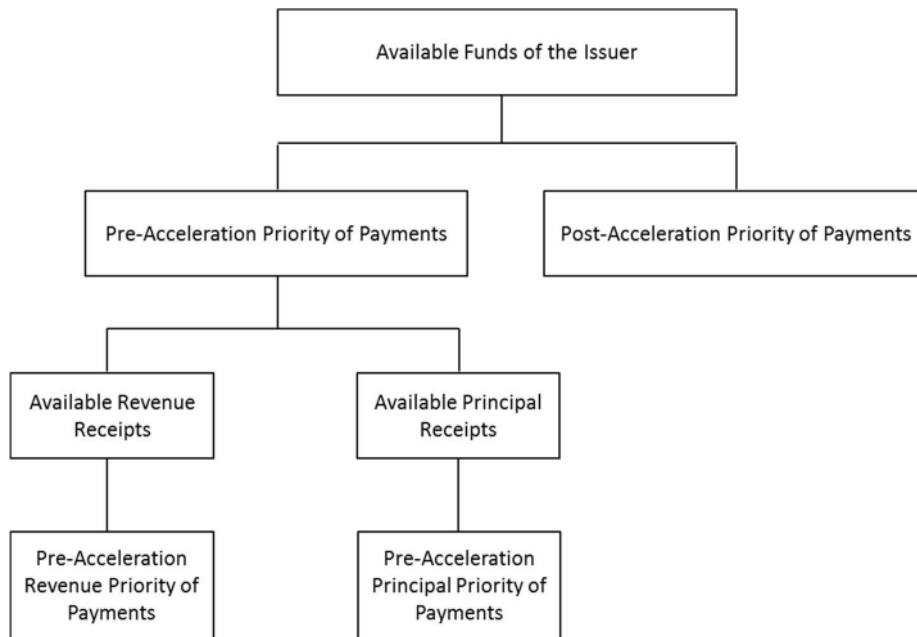 Available Funds of the Issuer
Pre-Acceleration Priority of Payments
Post-Acceleration Priority of Payments
Available Revenue
Receipts
Available Principal
Receipts
Pre-Acceleration
Revenue Priority of
Payments
Pre-Acceleration
Principal Priority of
Payments